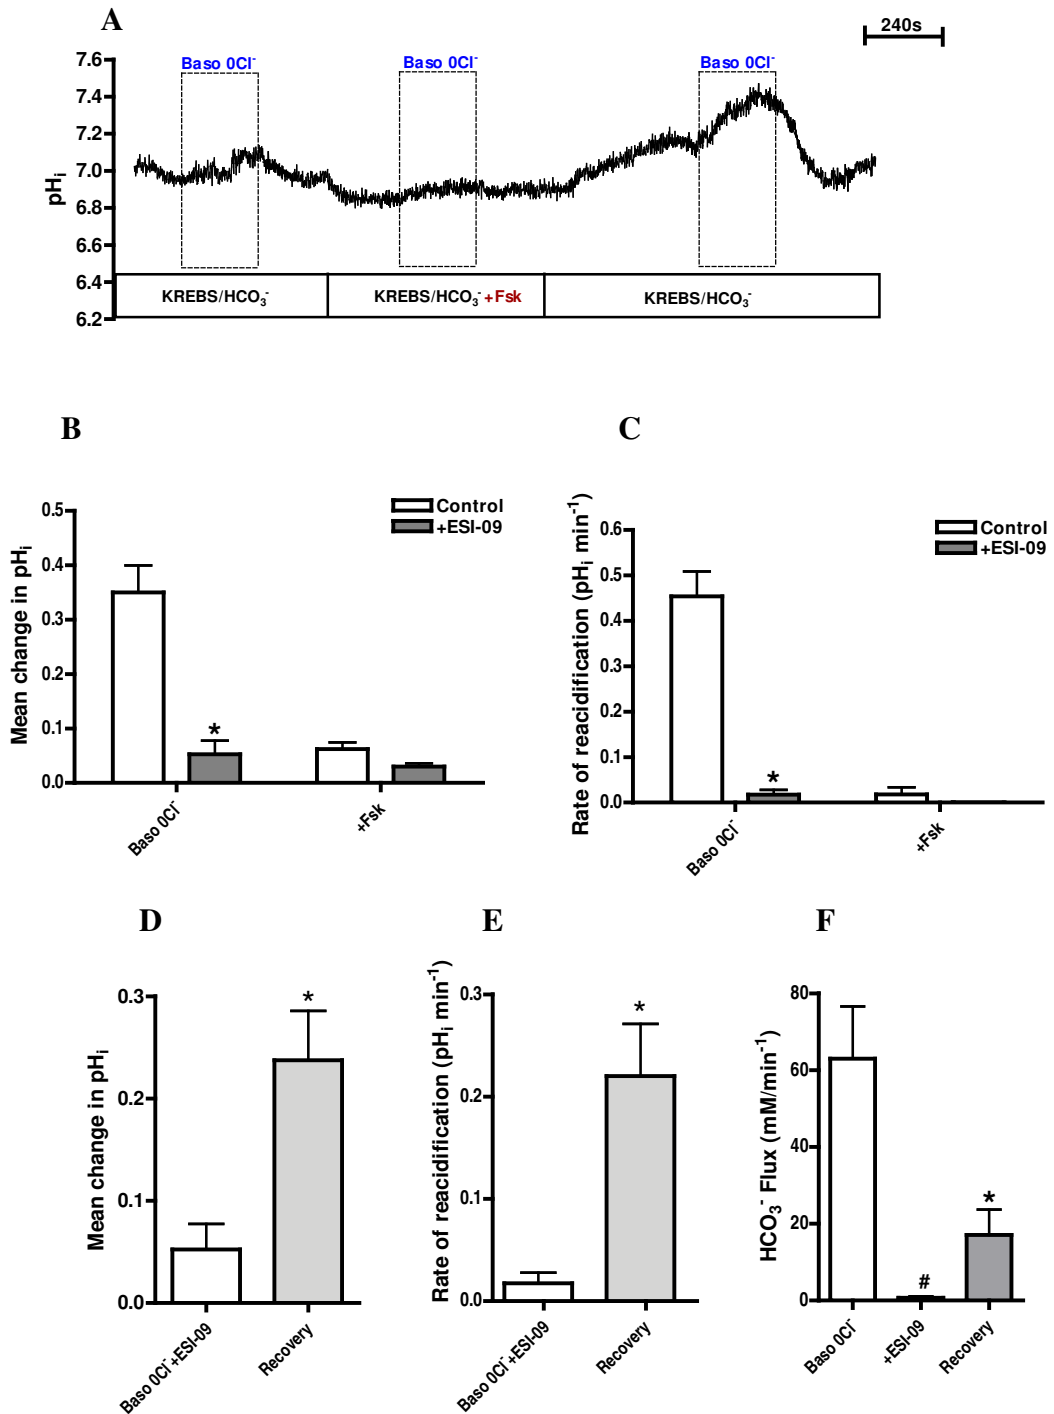 A
240s
Baso 0Cl⁻
Baso 0Cl⁻
Baso 0Cl⁻
pHᵢ
7.6
7.4
7.2
7.0
6.8
6.6
6.4
6.2
KREBS/HCO₃⁻
KREBS/HCO₃⁻ +Fsk
KREBS/HCO₃⁻
B
Mean change in pHᵢ
0.5
0.4
0.3
0.2
0.1
0.0
Control
+ESI-09
*
Baso 0Cl⁻
+Fsk
C
Rate of reacidification (pHᵢ min⁻¹)
0.6
0.5
0.4
0.3
0.2
0.1
0.0
Control
+ESI-09
*
Baso 0Cl⁻
+Fsk
D
Mean change in pHᵢ
0.3
0.2
0.1
0.0
*
Baso 0Cl⁻ +ESI-09
Recovery
E
Rate of reacidification (pHᵢ min⁻¹)
0.3
0.2
0.1
0.0
*
Baso 0Cl⁻ +ESI-09
Recovery
F
HCO₃⁻ Flux (mM/min⁻¹)
80
60
40
20
0
#
*
Baso 0Cl⁻
+ESI-09
Recovery